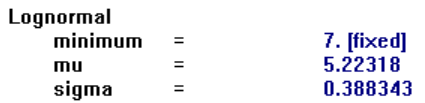 Lognormal
minimum = 7. [fixed]
mu = 5.22318
sigma = 0.388343